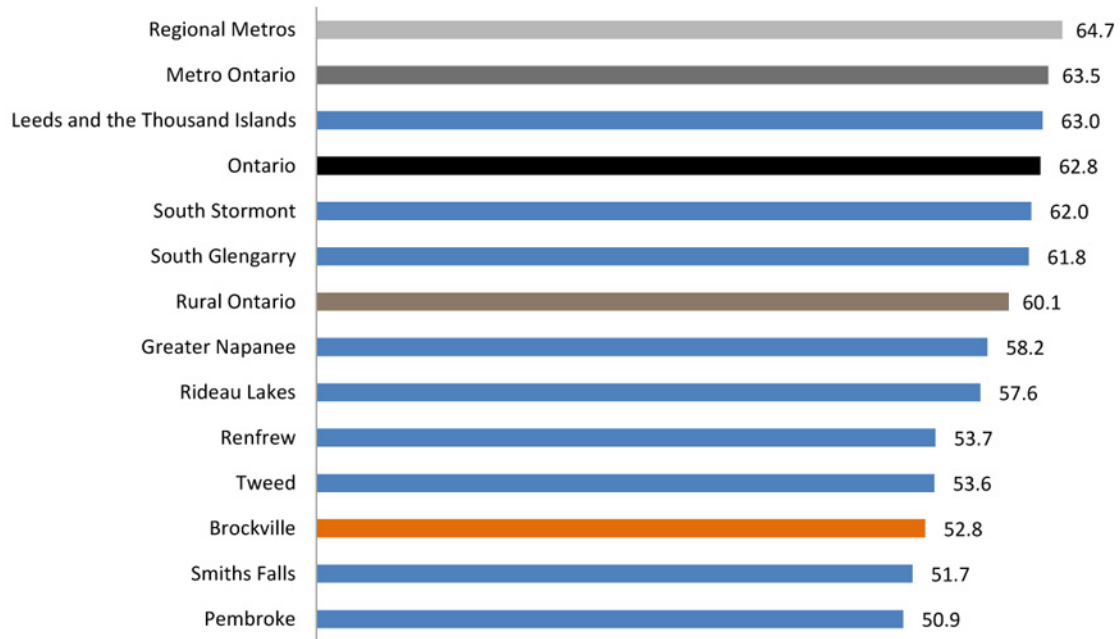 Regional Metros 64.7
Metro Ontario 63.5
Leeds and the Thousand Islands 63.0
Ontario 62.8
South Stormont 62.0
South Glengarry 61.8
Rural Ontario 60.1
Greater Napanee 58.2
Rideau Lakes 57.6
Renfrew 53.7
Tweed 53.6
Brockville 52.8
Smiths Falls 51.7
Pembroke 50.9